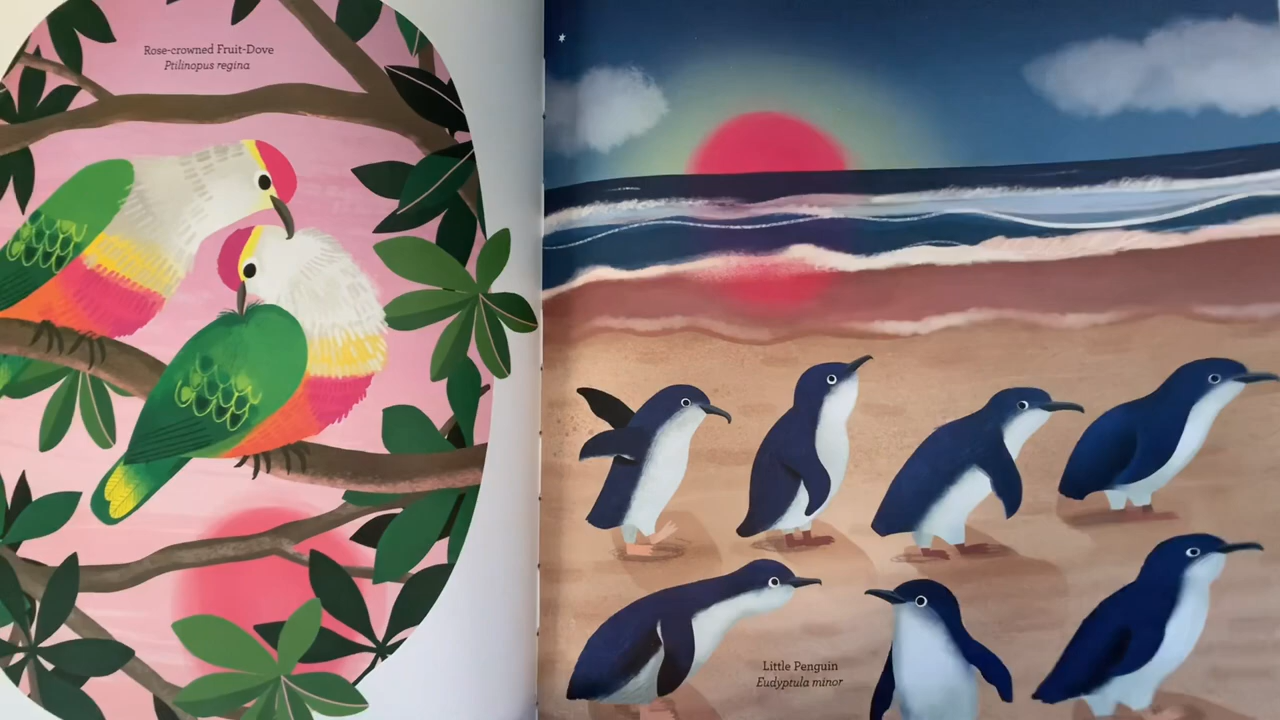 Rose-crowned Fruit-Dove
Ptilinopus regina
Little Penguin
Eudyptula minor